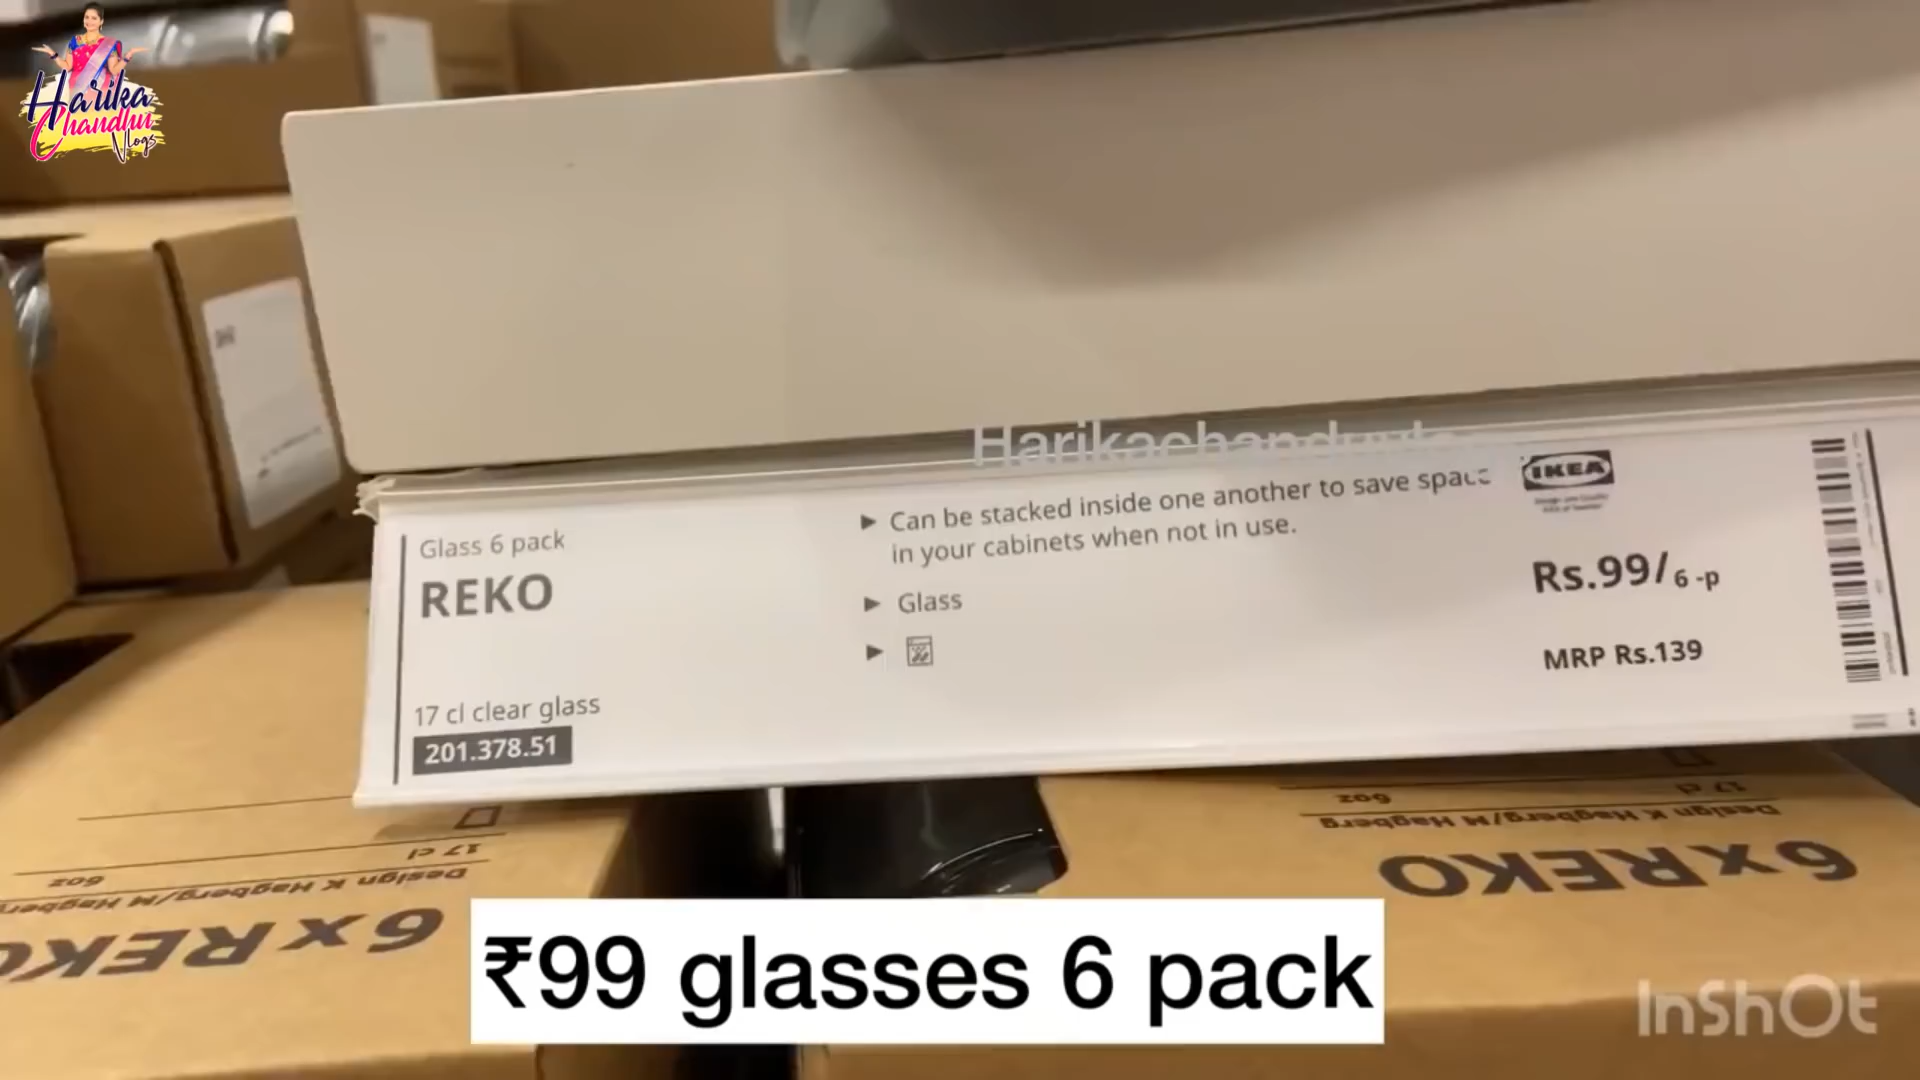 Harika
Chandhu
Vlogs
Glass 6 pack
REKO
17 cl clear glass
201.378.51
▶ Can be stacked inside one another to save space
in your cabinets when not in use.
▶ Glass
▶
IKEA
Rs.99/6 -p
MRP Rs.139
17 cl
6oz
Design K Hagberg/M Hagberg
6xREKO
17 cl
6oz
Design K Hagberg/M Hagberg
6xREKO
₹99 glasses 6 pack
InShOt